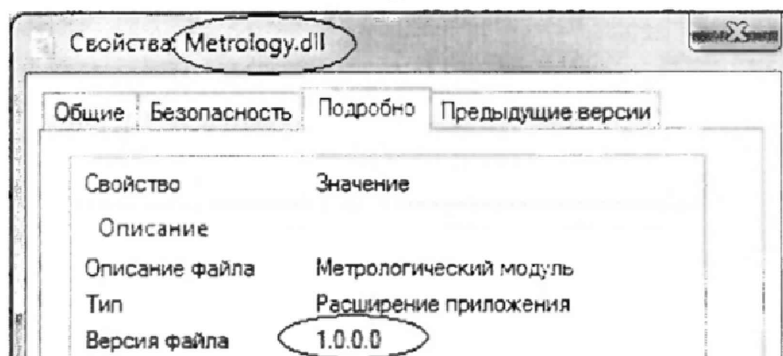 Свойства: Metrology.dll
Общие Безопасность Подробно Предыдущие версии
Свойство Значение
Описание
Описание файла Метрологический модуль
Тип Расширение приложения
Версия файла 1.0.0.0